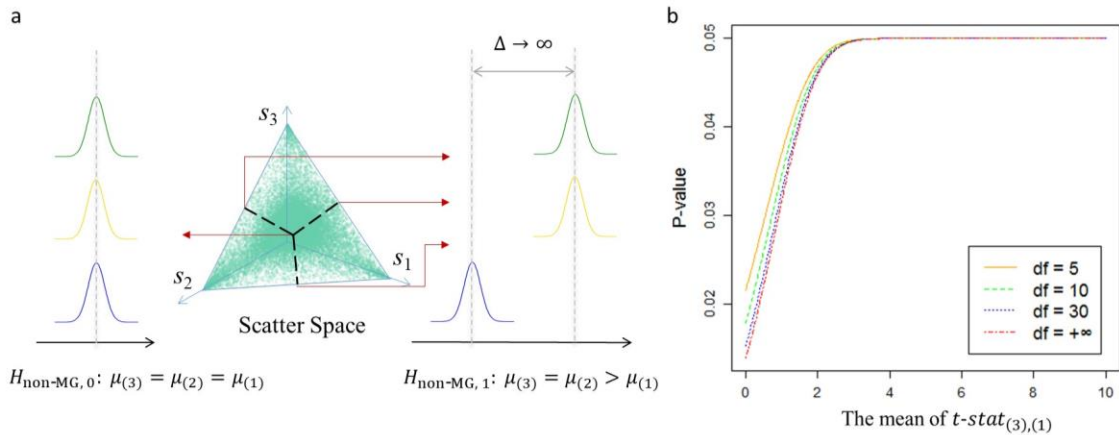 a
Δ → ∞
s₃
s₂
s₁
Scatter Space
H_non-MG, 0: μ₍₃₎ = μ₍₂₎ = μ₍₁₎
H_non-MG, 1: μ₍₃₎ = μ₍₂₎ > μ₍₁₎
b
0.05
0.04
0.03
0.02
P-value
df = 5
df = 10
df = 30
df = +∞
0 2 4 6 8 10
The mean of t-stat₍₃₎,₍₁₎